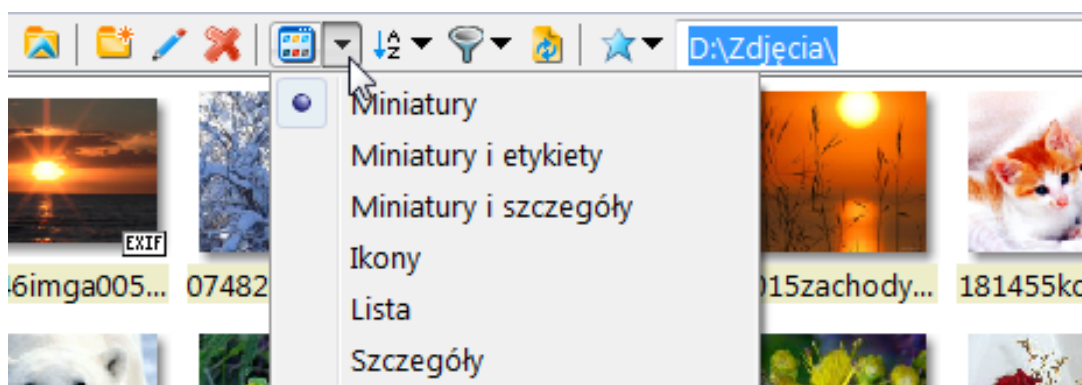 A
Z
D:\Zdjęcia\
Miniatury
Miniatury i etykiety
Miniatury i szczegóły
Ikony
Lista
Szczegóły
EXIF
6imga005... 07482 015zachody... 181455ko